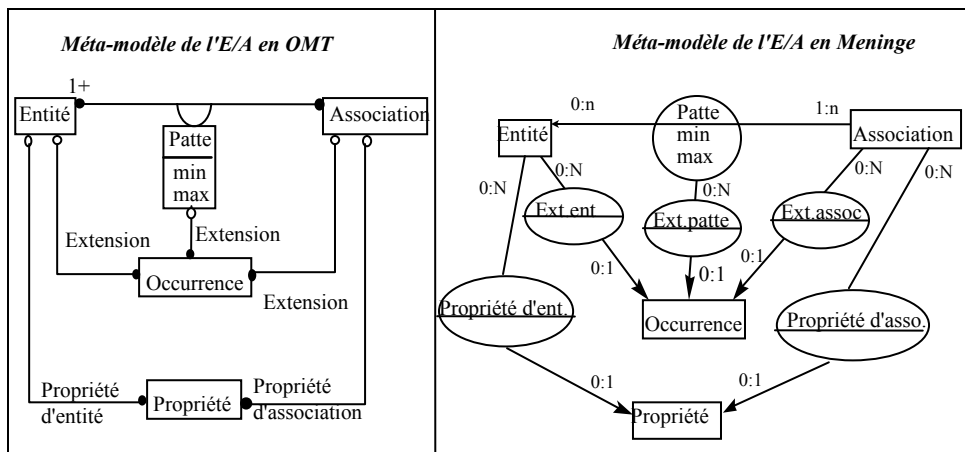 Méta-modèle de l'E/A en OMT
1+
Entité
Association
Patte
min
max
Extension
Extension
Occurrence
Extension
Propriété
d'entité
Propriété
Propriété
d'association
Méta-modèle de l'E/A en Meninge
0:n
Patte
min
max
1:n
Entité
Association
0:N
0:N
0:N
0:N
0:N
Ext.ent
Ext.patte
Ext.assoc
0:1
0:1
0:1
Propriété d'ent.
Occurrence
Propriété d'asso.
0:1
0:1
Propriété